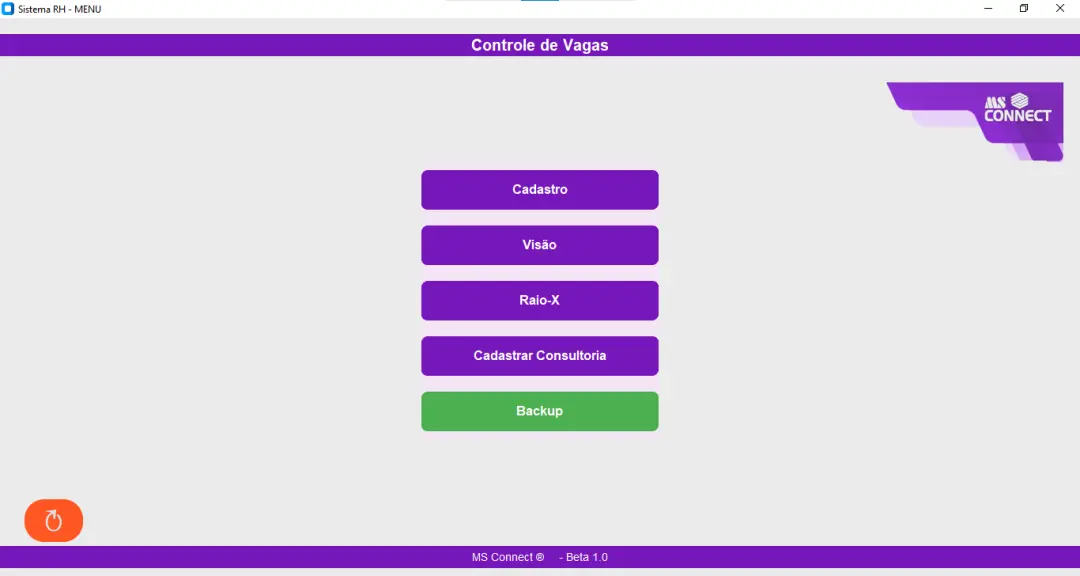 Sistema RH - MENU
Controle de Vagas
MS
CONNECT
Cadastro
Visão
Raio-X
Cadastrar Consultoria
Backup
MS Connect ® - Beta 1.0